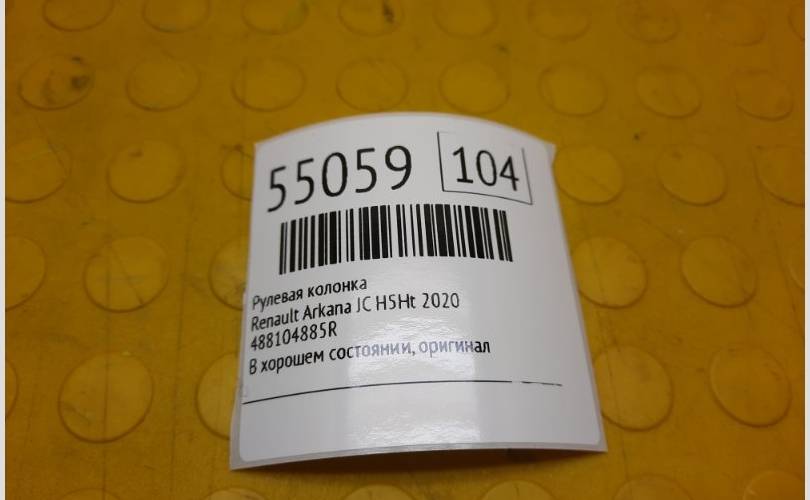 55059 104
Рулевая колонка
Renault Arkana JC H5Ht 2020
488104885R
В хорошем состоянии, оригинал